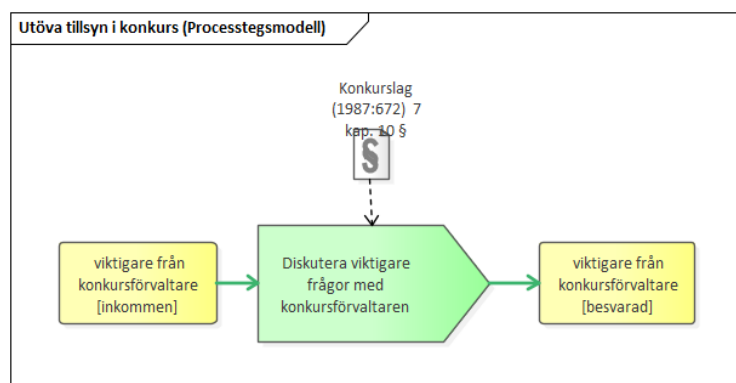 Utöva tillsyn i konkurs (Processtegsmodell)
Konkurslag
(1987:672) 7
kap. 10 §
§
viktigare från
konkursförvaltare
[inkommen]
Diskutera viktigare
frågor med
konkursförvaltaren
viktigare från
konkursförvaltare
[besvarad]